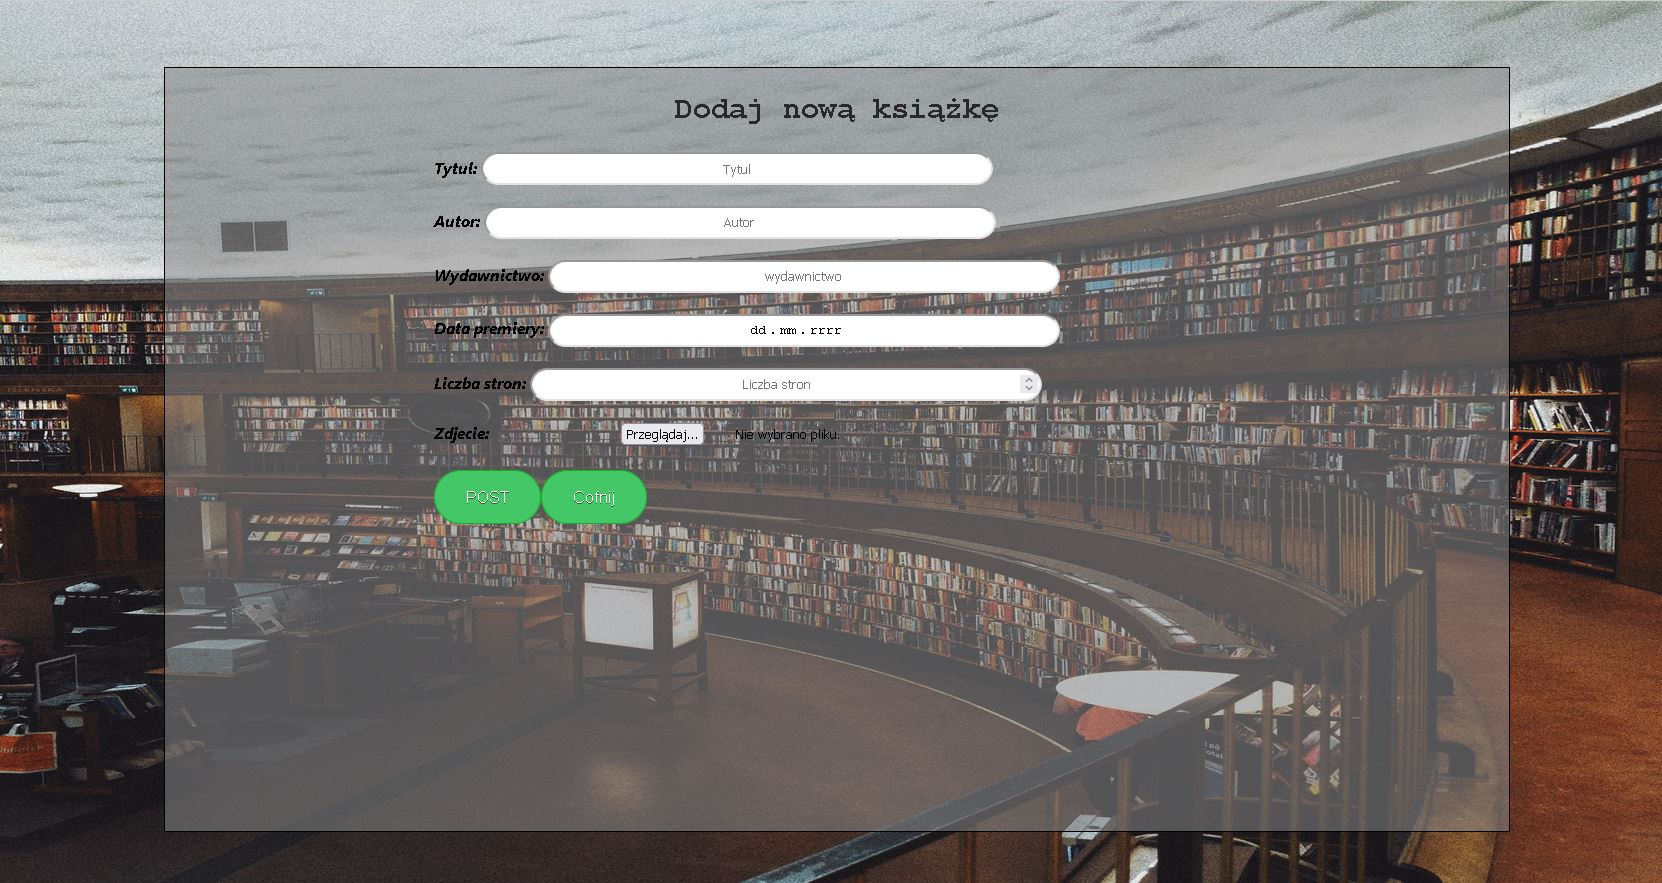 Dodaj nową książkę
Tytul: Tytul
Autor: Autor
Wydawnictwo: wydawnictwo
Data premiery: dd.mm.rrrr
Liczba stron: Liczba stron
Zdjecie: Przeglądaj... Nie wybrano pliku.
POST Cofnij